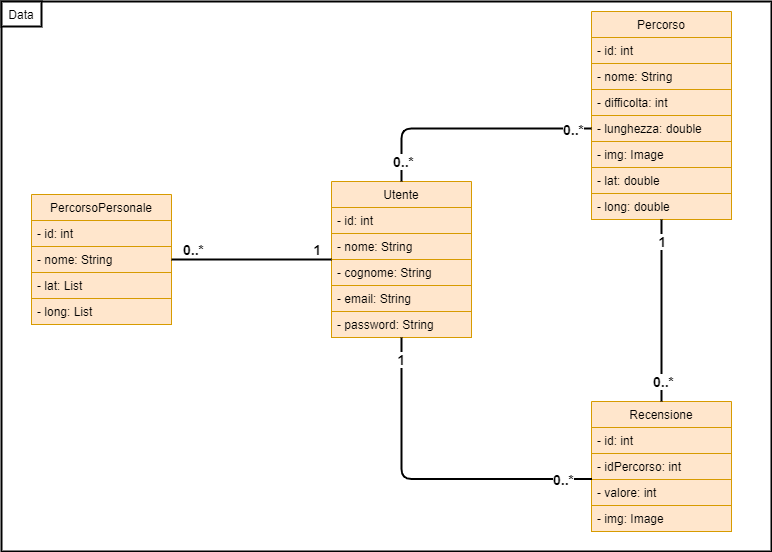 Data
Percorso
- id: int
- nome: String
- difficolta: int
- lunghezza: double
- img: Image
- lat: double
- long: double
0..*
0..*
PercorsoPersonale
- id: int
- nome: String
- lat: List
- long: List
0..*
1
Utente
- id: int
- nome: String
- cognome: String
- email: String
- password: String
1
1
0..*
0..*
Recensione
- id: int
- idPercorso: int
- valore: int
- img: Image